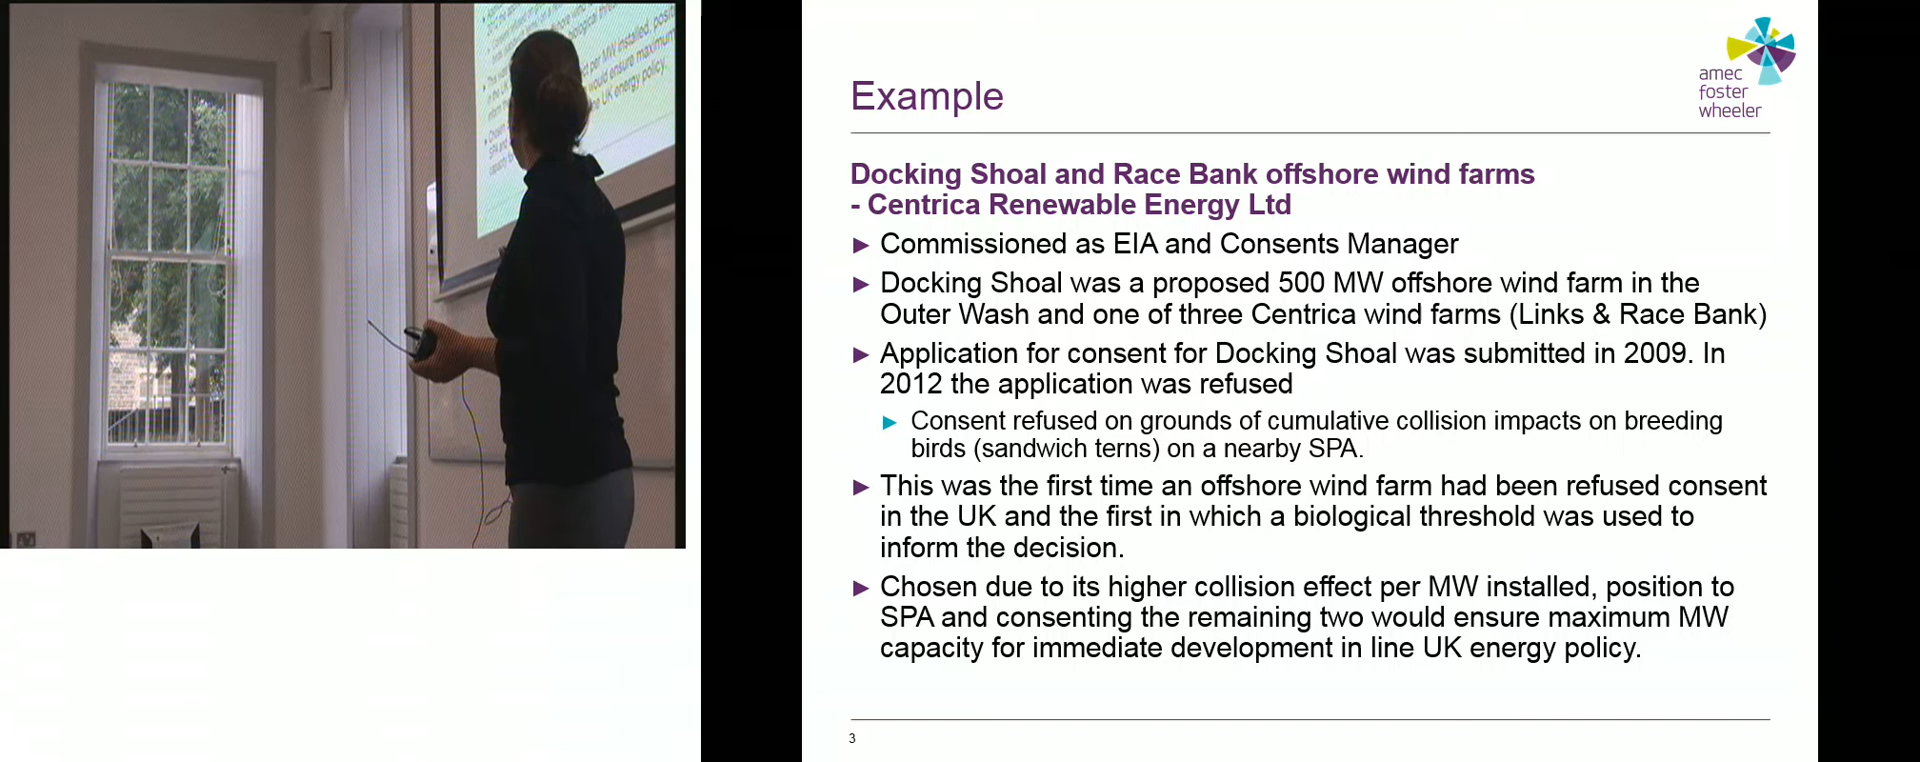 amec
foster
wheeler
Example
Docking Shoal and Race Bank offshore wind farms
- Centrica Renewable Energy Ltd
Commissioned as EIA and Consents Manager
Docking Shoal was a proposed 500 MW offshore wind farm in the
Outer Wash and one of three Centrica wind farms (Links & Race Bank)
Application for consent for Docking Shoal was submitted in 2009. In
2012 the application was refused
Consent refused on grounds of cumulative collision impacts on breeding
birds (sandwich terns) on a nearby SPA.
This was the first time an offshore wind farm had been refused consent
in the UK and the first in which a biological threshold was used to
inform the decision.
Chosen due to its higher collision effect per MW installed, position to
SPA and consenting the remaining two would ensure maximum MW
capacity for immediate development in line UK energy policy.
3